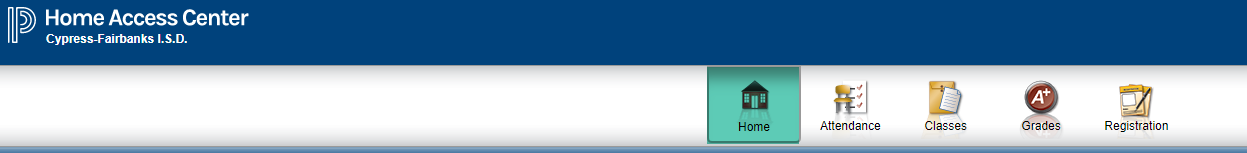 Home Access Center
Cypress-Fairbanks I.S.D.
A+
Home
Attendance
Classes
Grades
Registration